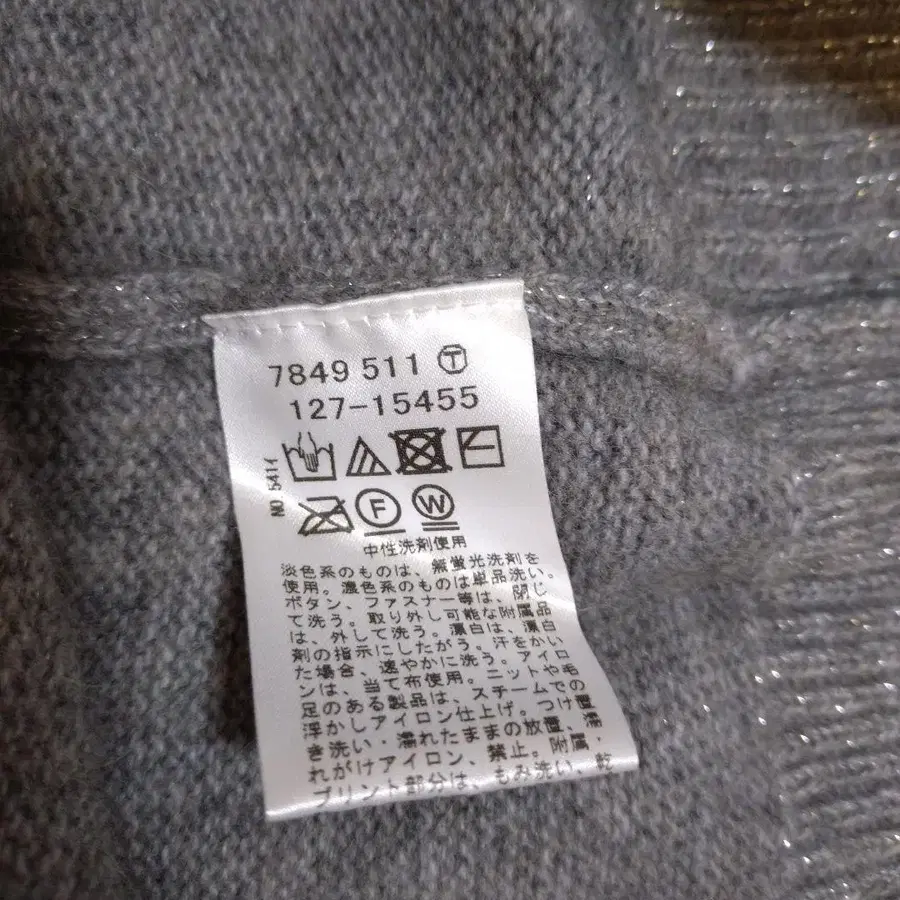 7849 511 Ⓣ
127-15455
NO.5414
F W
中性洗剤使用
淡色系のものは、無蛍光洗剤を
使用。濃色系のものは単品洗い。
ボタン、ファスナー等は、閉じ
て洗う。取り外し可能な附属品
は、外して洗う。漂白は、漂白
剤の指示にしたがう。汗をかい
た場合、速やかに洗う。アイロ
ンは、当て布使用。ニットや毛
足のある製品は、スチームでの
浮かしアイロン仕上げ。つけ置
き洗い・濡れたままの放置、濡
れがけアイロン、禁止。附属・
プリント部分は、もみ洗い、乾